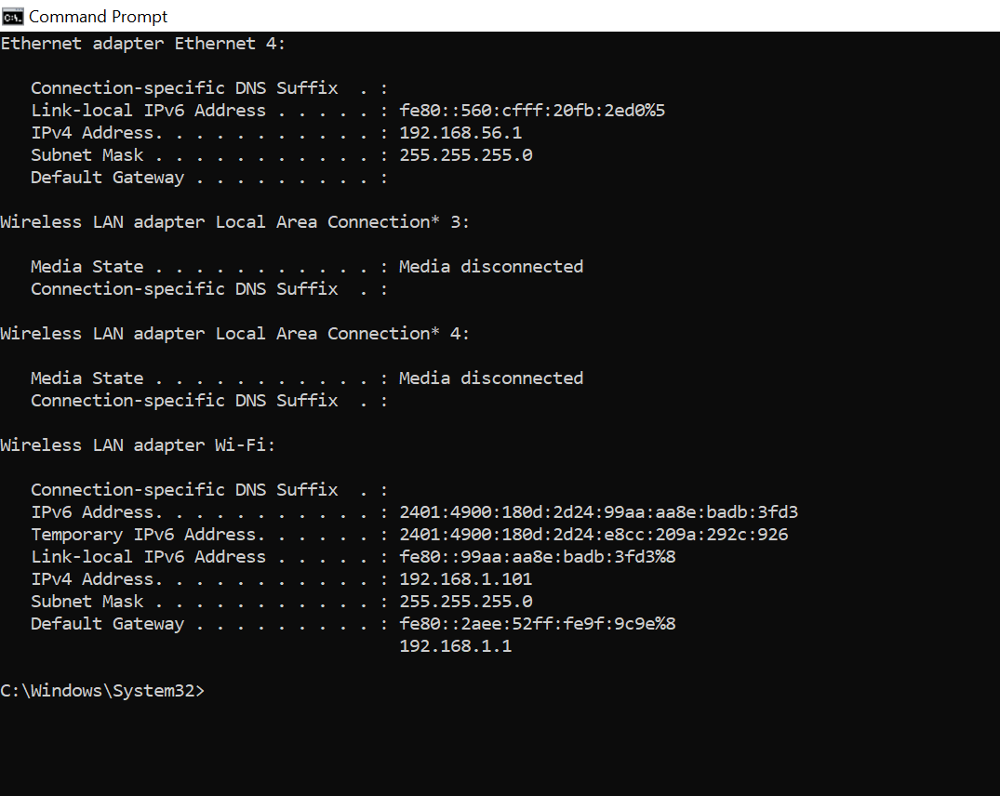 Command Prompt
Ethernet adapter Ethernet 4:
Connection-specific DNS Suffix  . :
Link-local IPv6 Address . . . . . : fe80::560:cfff:20fb:2ed0%5
IPv4 Address. . . . . . . . . . . : 192.168.56.1
Subnet Mask . . . . . . . . . . . : 255.255.255.0
Default Gateway . . . . . . . . . :
Wireless LAN adapter Local Area Connection* 3:
Media State . . . . . . . . . . . : Media disconnected
Connection-specific DNS Suffix  . :
Wireless LAN adapter Local Area Connection* 4:
Media State . . . . . . . . . . . : Media disconnected
Connection-specific DNS Suffix  . :
Wireless LAN adapter Wi-Fi:
Connection-specific DNS Suffix  . :
IPv6 Address. . . . . . . . . . . : 2401:4900:180d:2d24:99aa:aa8e:badb:3fd3
Temporary IPv6 Address. . . . . . : 2401:4900:180d:2d24:e8cc:209a:292c:926
Link-local IPv6 Address . . . . . : fe80::99aa:aa8e:badb:3fd3%8
IPv4 Address. . . . . . . . . . . : 192.168.1.101
Subnet Mask . . . . . . . . . . . : 255.255.255.0
Default Gateway . . . . . . . . . : fe80::2aee:52ff:fe9f:9c9e%8
192.168.1.1
C:\Windows\System32>